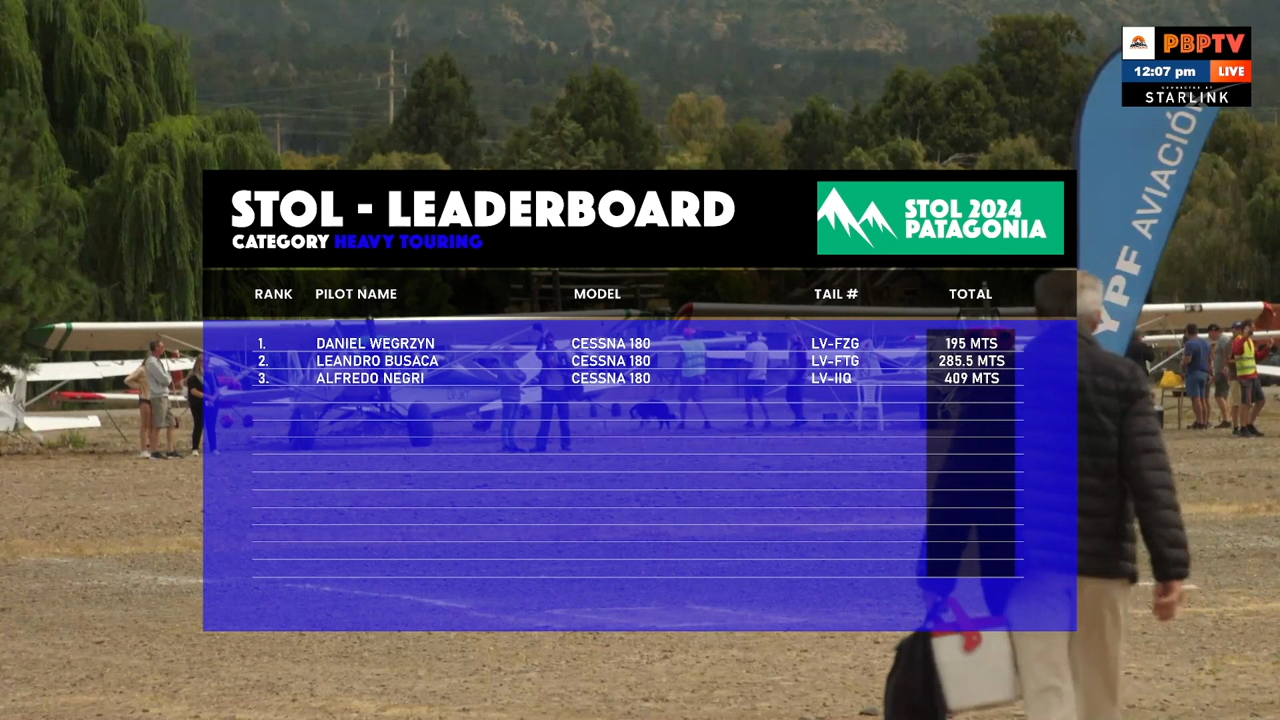 PBPTV
12:07 pm LIVE
CONNECTED BY
STARLINK
YPF AVIACIÓN
STOL - LEADERBOARD
CATEGORY HEAVY TOURING
STOL 2024
PATAGONIA
RANK PILOT NAME MODEL TAIL # TOTAL
1. DANIEL WEGRZYN CESSNA 180 LV-FZG 195 MTS
2. LEANDRO BUSACA CESSNA 180 LV-FTG 285.5 MTS
3. ALFREDO NEGRI CESSNA 180 LV-IIQ 409 MTS